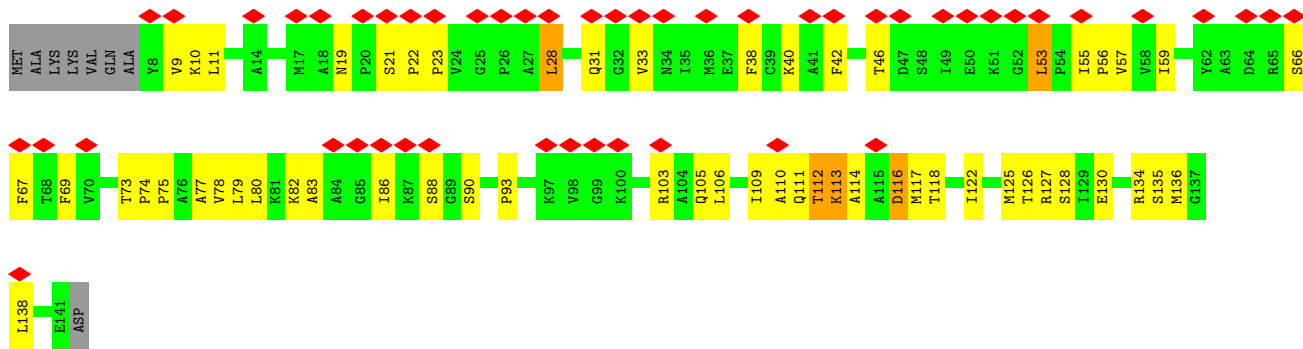 MET ALA LYS LYS VAL GLN ALA Y8 V9 K10 L11 A14 M17 A18 N19 P20 S21 P22 P23 V24 G25 P26 A27 L28 Q31 G32 V33 N34 I35 M36 E37 F38 C39 K40 A41 F42 T46 D47 S48 I49 E50 K51 G52 L53 P54 I55 P56 V57 V58 I59 Y62 A63 D64 R65 S66
F67 T68 F69 V70 T73 P74 P75 A76 A77 V78 L79 L80 K81 K82 A83 A84 G85 I86 K87 S88 G89 S90 P93 K97 V98 G99 K100 R103 A104 Q105 L106 I109 A110 Q111 T112 K113 A114 A115 D116 M117 T118 I122 M125 T126 R127 S128 I129 E130 R134 S135 M136 G137
L138 E141 ASP